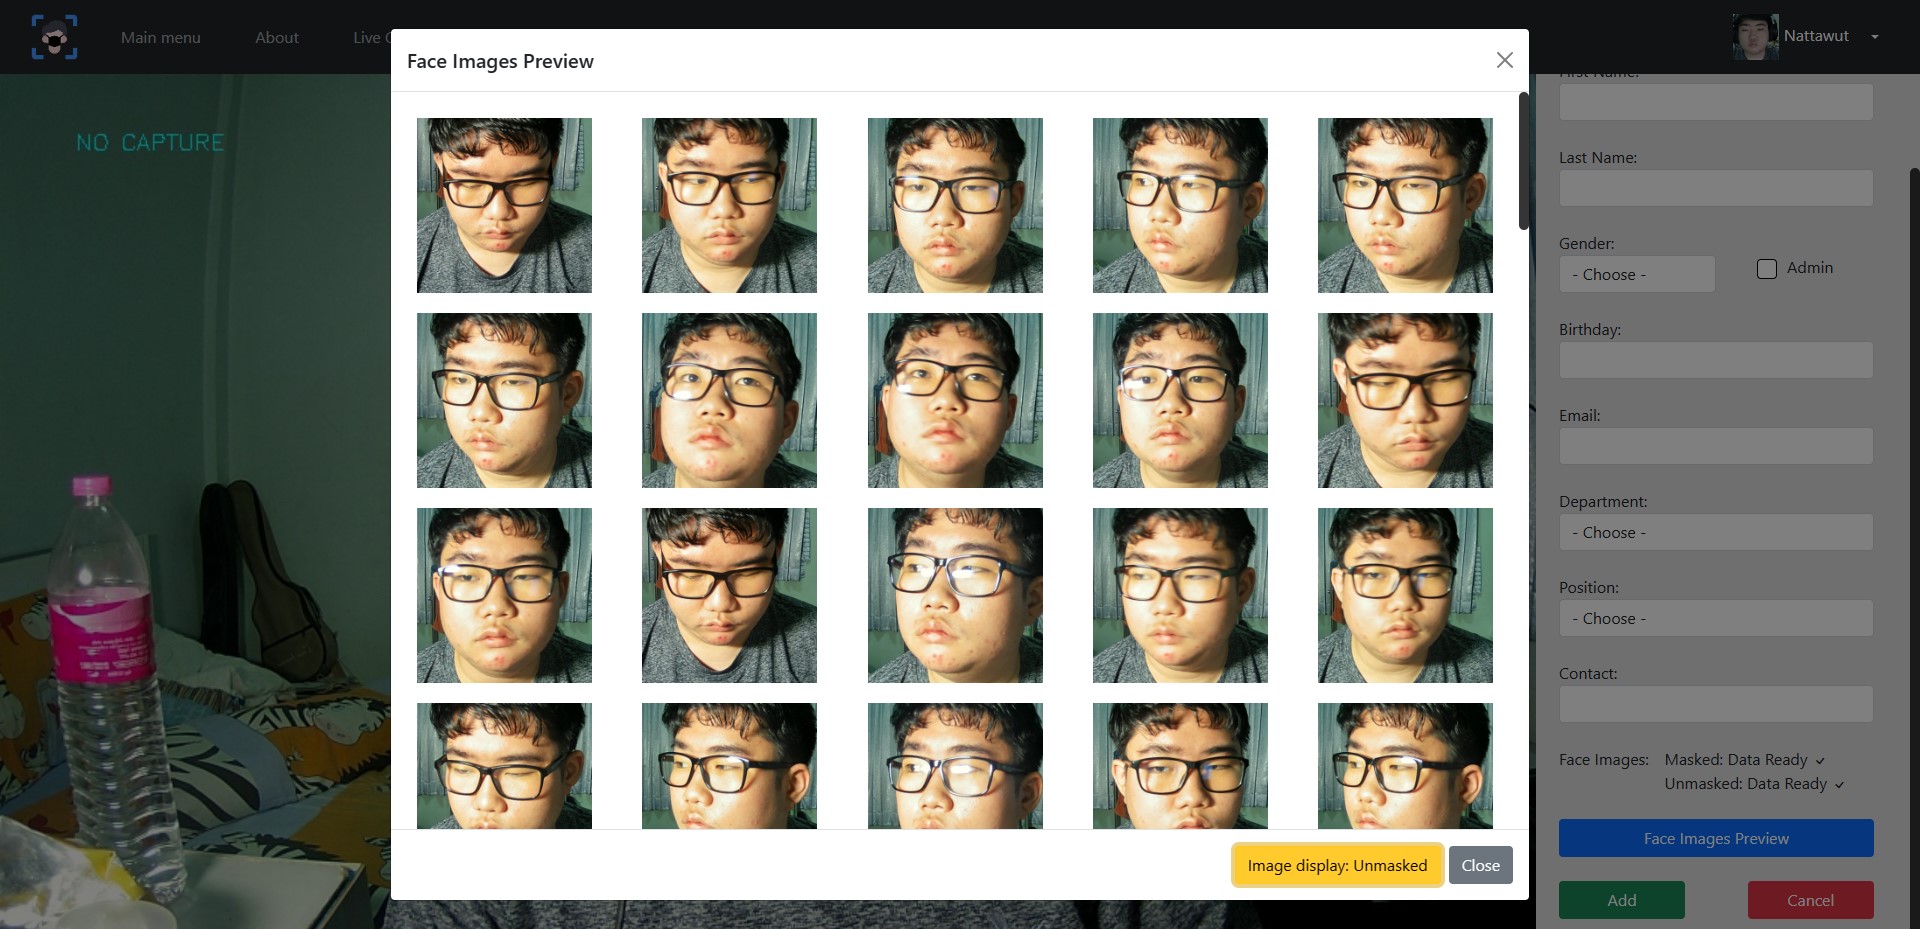 Main menu
About
Live C
Nattawut
Face Images Preview
NO CAPTURE
First Name:
Last Name:
Gender:
- Choose -
Admin
Birthday:
Email:
Department:
- Choose -
Position:
- Choose -
Contact:
Face Images:
Masked: Data Ready ✓
Unmasked: Data Ready ✓
Face Images Preview
Image display: Unmasked
Close
Add
Cancel